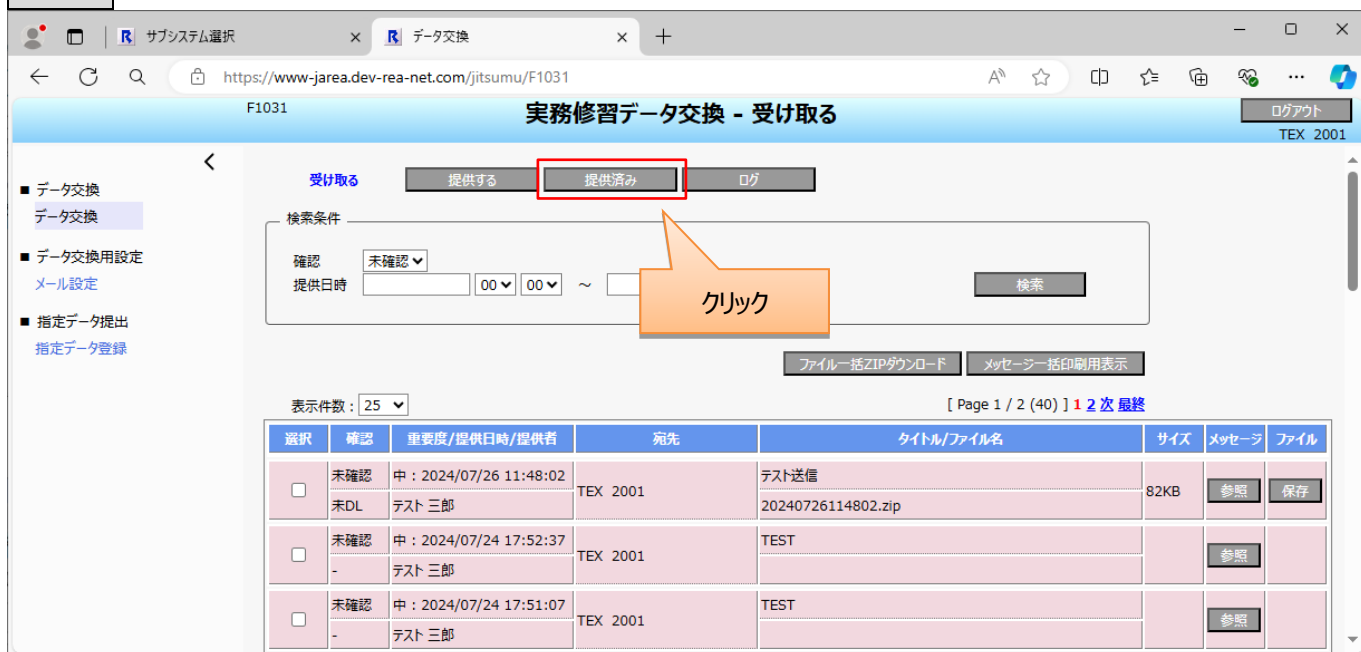 サブシステム選択
データ交換
https://www-jarea.dev-rea-net.com/jitsumu/F1031
F1031
実務修習データ交換 - 受け取る
ログアウト
TEX 2001
■ データ交換
データ交換
■ データ交換用設定
メール設定
■ 指定データ提出
指定データ登録
受け取る 提供する 提供済み ログ
検索条件
確認 未確認
提供日時 00 00 ～
検索
クリック
ファイル一括ZIPダウンロード メッセージ一括印刷用表示
表示件数：25 [ Page 1 / 2 (40) ] 1 2 次 最終
選択 確認 重要度/提供日時/提供者 宛先 タイトル/ファイル名 サイズ メッセージ ファイル
未確認 中：2024/07/26 11:48:02 TEX 2001 テスト送信 82KB 参照 保存
未DL テスト 三郎 20240726114802.zip
未確認 中：2024/07/24 17:52:37 TEX 2001 TEST 参照
- テスト 三郎
未確認 中：2024/07/24 17:51:07 TEX 2001 TEST 参照
- テスト 三郎